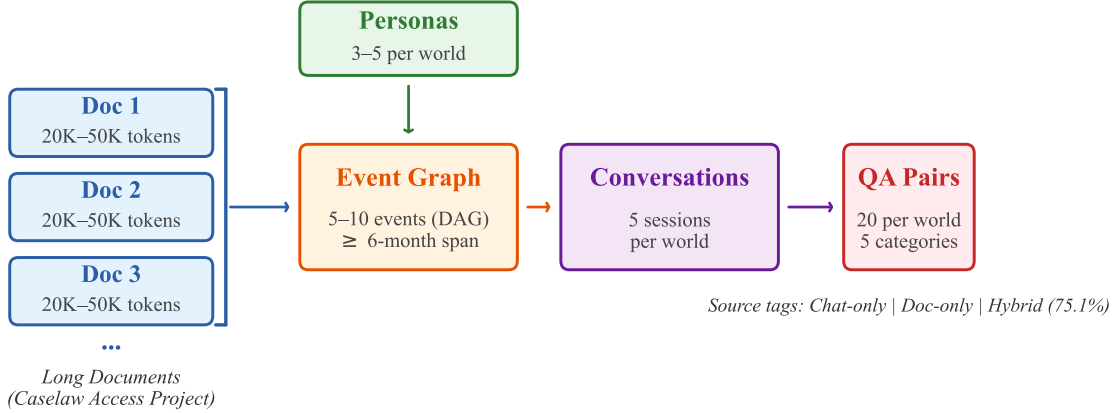 Personas
3–5 per world
Doc 1
20K–50K tokens
Doc 2
20K–50K tokens
Doc 3
20K–50K tokens
...
Long Documents
(Caselaw Access Project)
Event Graph
5–10 events (DAG)
≥ 6-month span
Conversations
5 sessions
per world
QA Pairs
20 per world
5 categories
Source tags: Chat-only | Doc-only | Hybrid (75.1%)